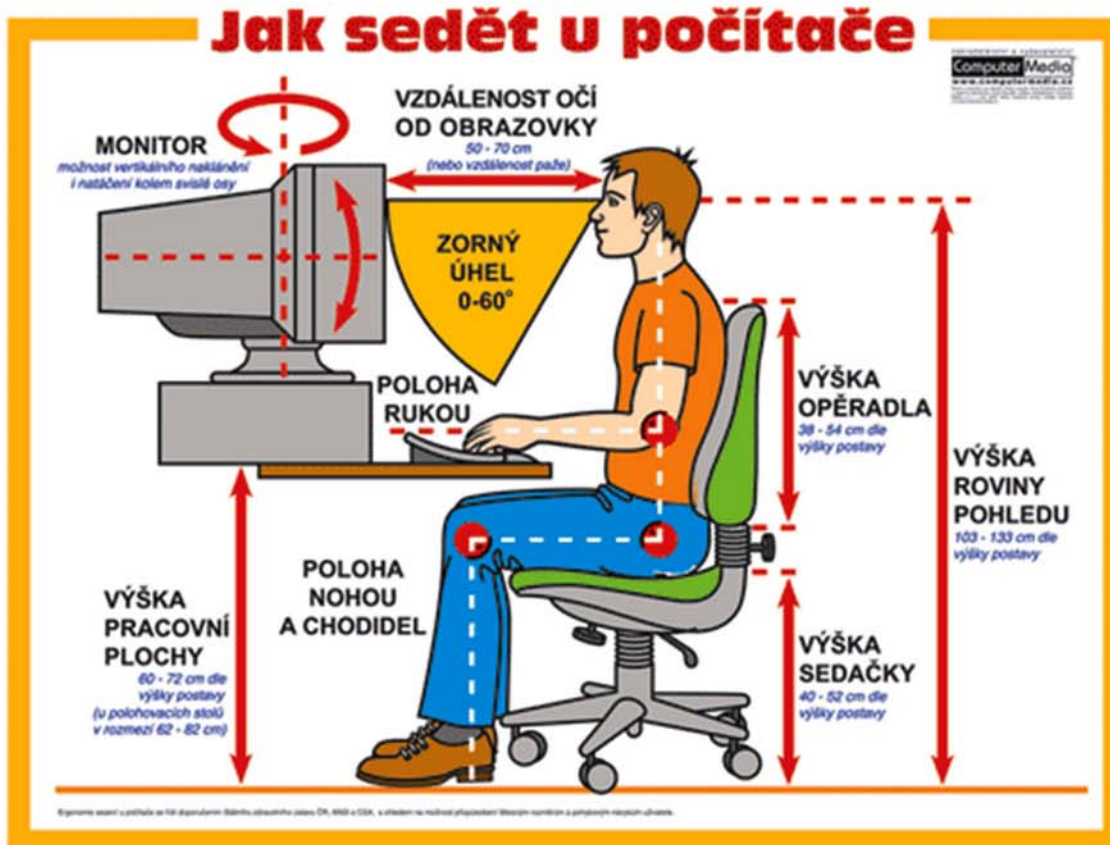 Jak sedět u počítače
Computer Media
www.computermedia.cz
MONITOR
možnost vertikálního naklánění
i natáčení kolem svislé osy
VZDÁLENOST OČÍ
OD OBRAZOVKY
50 - 70 cm
(nebo vzdálenost paže)
ZORNÝ
ÚHEL
0-60°
POLOHA
RUKOU
VÝŠKA
OPĚRADLA
38 - 54 cm dle
výšky postavy
VÝŠKA
ROVINY
POHLEDU
103 - 133 cm dle
výšky postavy
POLOHA
NOHOU
A CHODIDEL
VÝŠKA
PRACOVNÍ
PLOCHY
60 - 72 cm dle
výšky postavy
(u polohovacích stolů
v rozmezí 62 - 82 cm)
VÝŠKA
SEDAČKY
40 - 52 cm dle
výšky postavy